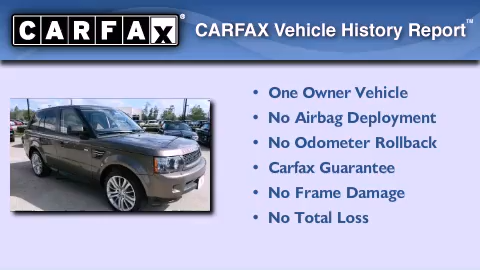 CARFAX®
CARFAX Vehicle History Report™
• One Owner Vehicle
• No Airbag Deployment
• No Odometer Rollback
• Carfax Guarantee
• No Frame Damage
• No Total Loss